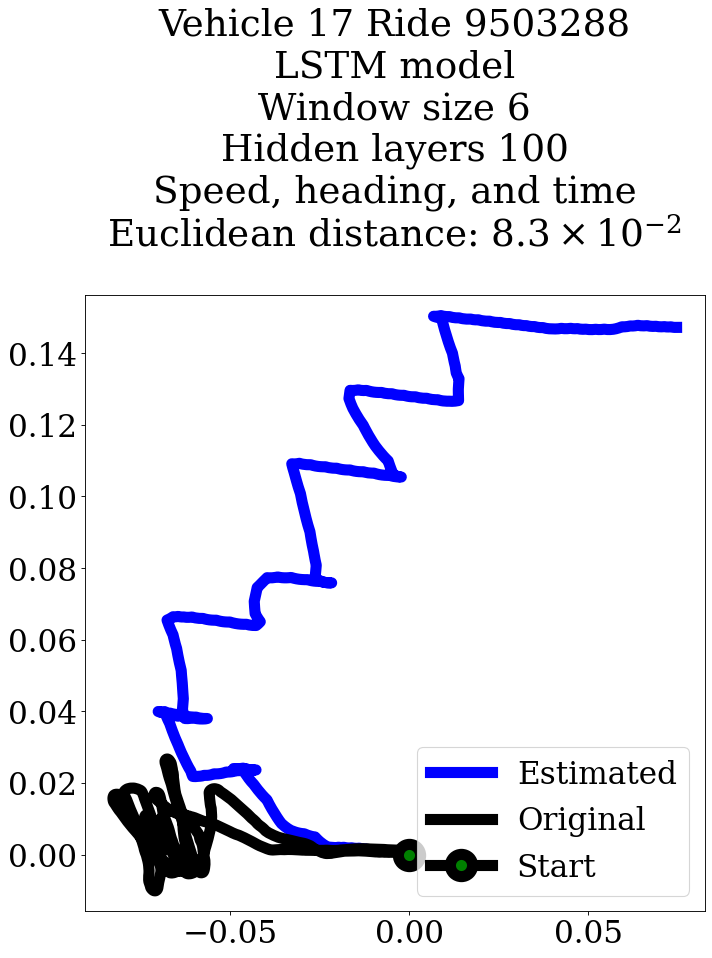 Vehicle 17 Ride 9503288
LSTM model
Window size 6
Hidden layers 100
Speed, heading, and time
Euclidean distance: 8.3 × 10⁻²
0.14
0.12
0.10
0.08
0.06
0.04
0.02
0.00
Estimated
Original
Start
−0.05
0.00
0.05